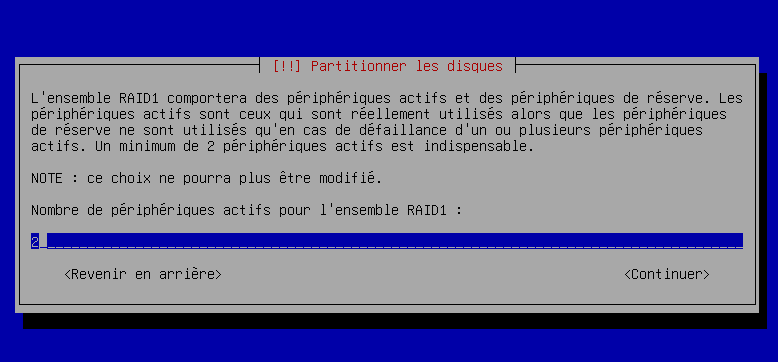 [!!] Partitionner les disques
L'ensemble RAID1 comportera des périphériques actifs et des périphériques de réserve. Les
périphériques actifs sont ceux qui sont réellement utilisés alors que les périphériques
de réserve ne sont utilisés qu'en cas de défaillance d'un ou plusieurs périphériques
actifs. Un minimum de 2 périphériques actifs est indispensable.
NOTE : ce choix ne pourra plus être modifié.
Nombre de périphériques actifs pour l'ensemble RAID1 :
2
<Revenir en arrière> <Continuer>